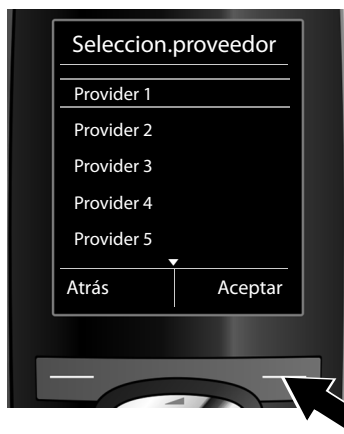 Seleccion.proveedor
Provider 1
Provider 2
Provider 3
Provider 4
Provider 5
Atrás Aceptar